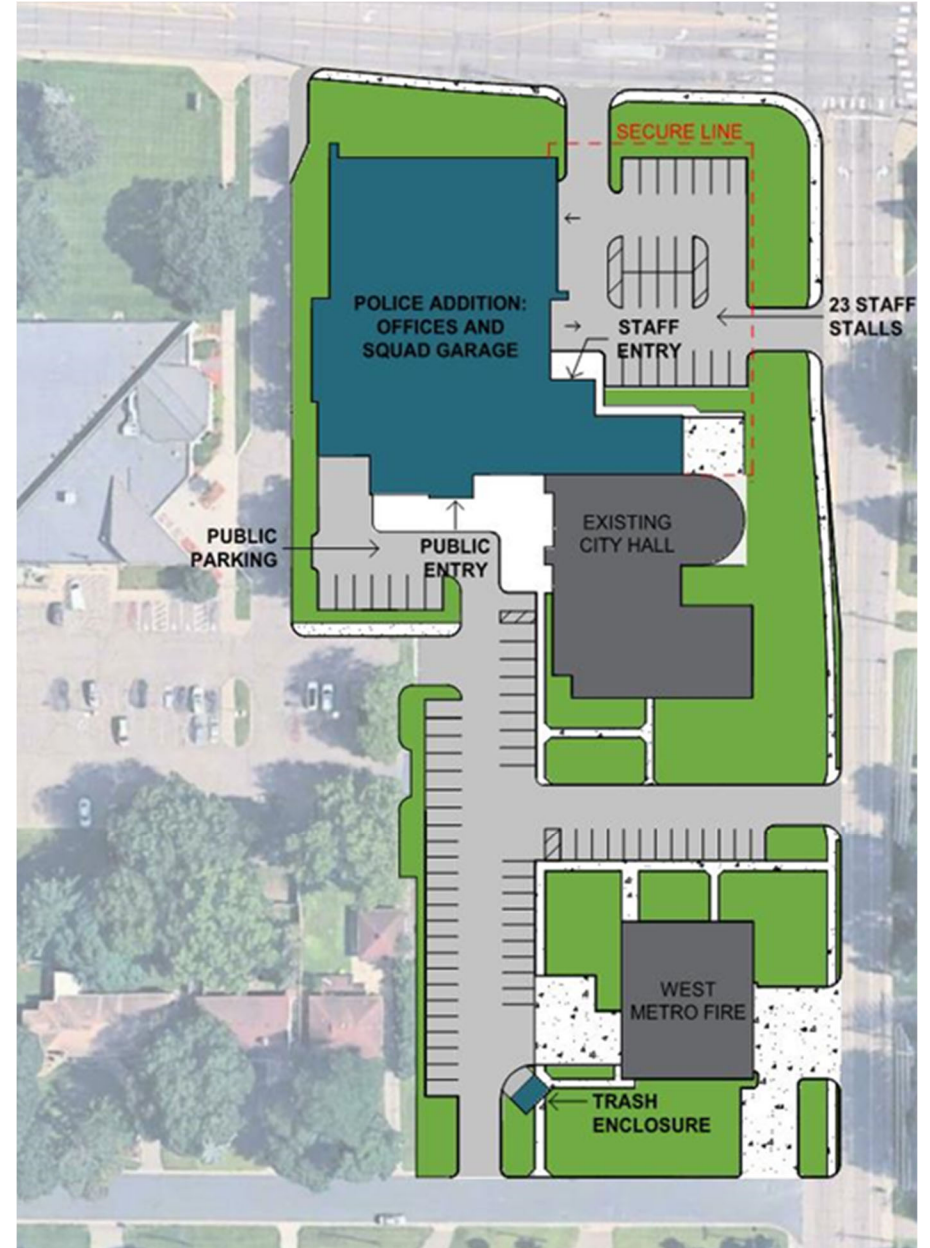 SECURE LINE
POLICE ADDITION:
OFFICES AND
SQUAD GARAGE
23 STAFF
STALLS
STAFF
ENTRY
PUBLIC
PARKING
PUBLIC
ENTRY
EXISTING
CITY HALL
WEST
METRO FIRE
TRASH
ENCLOSURE